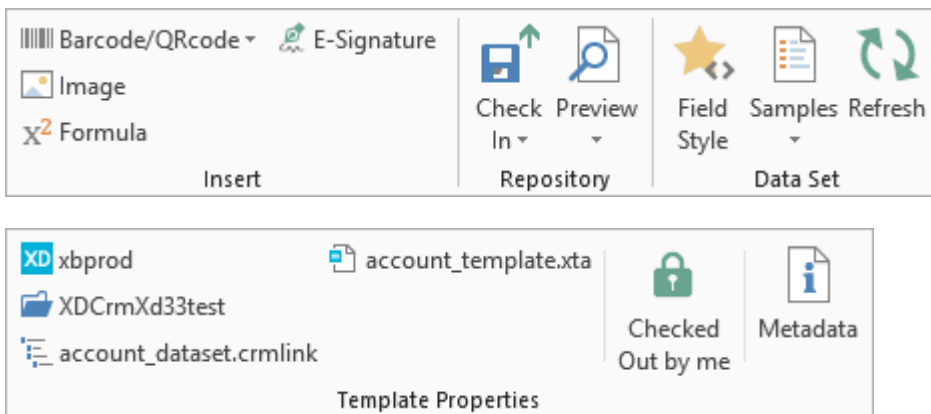 Barcode/QRcode E-Signature
Image
X² Formula
Check In Preview
Field Style Samples Refresh
Insert Repository Data Set
XD xbprod account_template.xta
XDCrmXd33test
account_dataset.crmlink
Checked Out by me Metadata
Template Properties